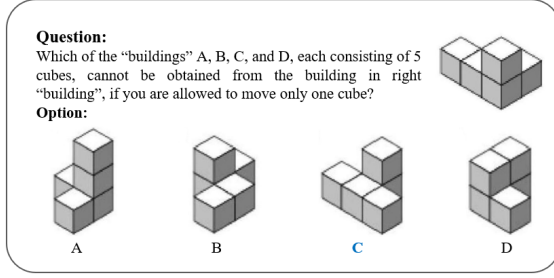 Question:
Which of the “buildings” A, B, C, and D, each consisting of 5
cubes, cannot be obtained from the building in right
“building”, if you are allowed to move only one cube?
Option:
A B C D